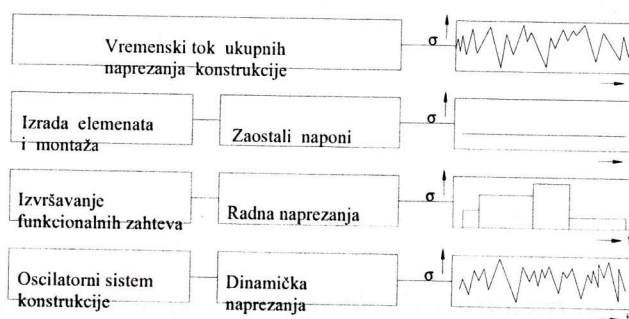 Vremenski tok ukupnih
naprezanja konstrukcije
σ
Izrada elemenata
i montaža
Zaostali naponi
σ
Izvršavanje
funkcionalnih zahteva
Radna naprezanja
σ
t
Oscilatorni sistem
konstrukcije
Dinamička
naprezanja
σ
t